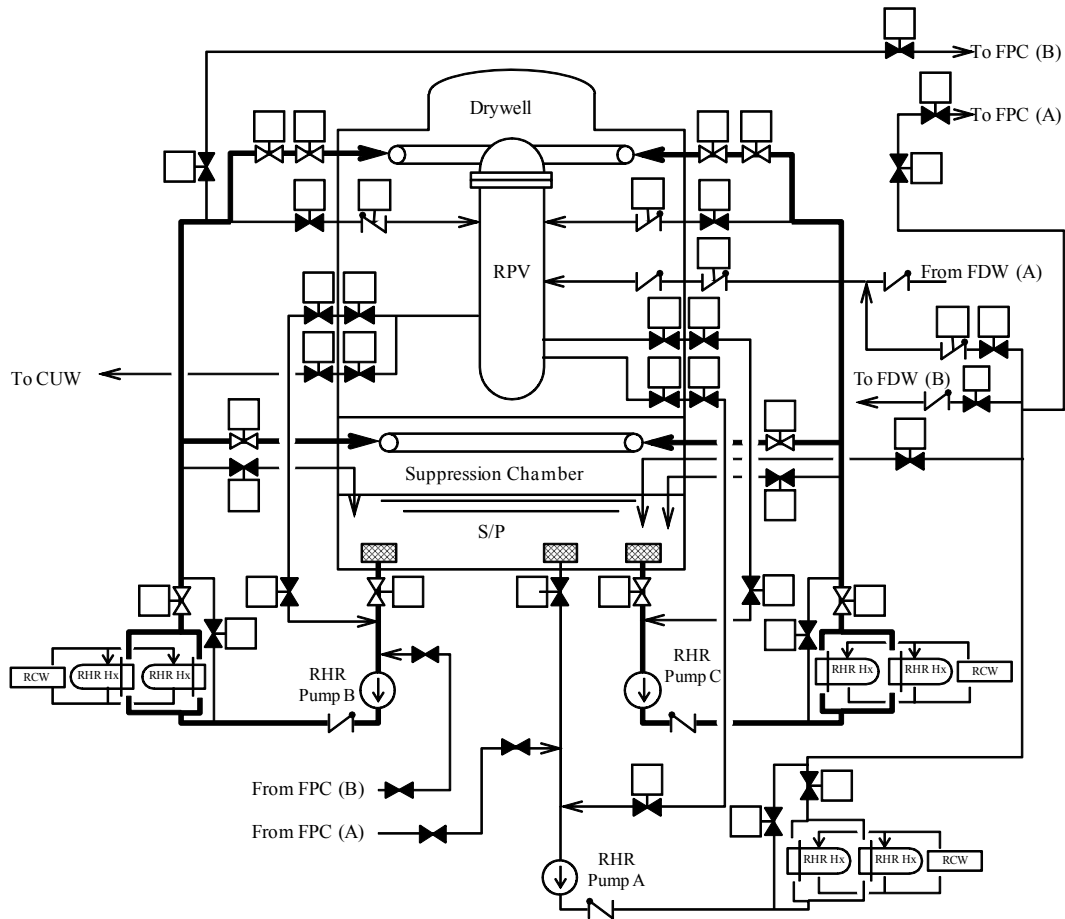 To FPC (B)
Drywell
To FPC (A)
RPV
From FDW (A)
To CUW
To FDW (B)
Suppression Chamber
S/P
RCW
RHR Hx
RHR Hx
RHR
Pump B
RHR
Pump C
RHR Hx
RHR Hx
RCW
From FPC (B)
From FPC (A)
RHR
Pump A
RHR Hx
RHR Hx
RCW